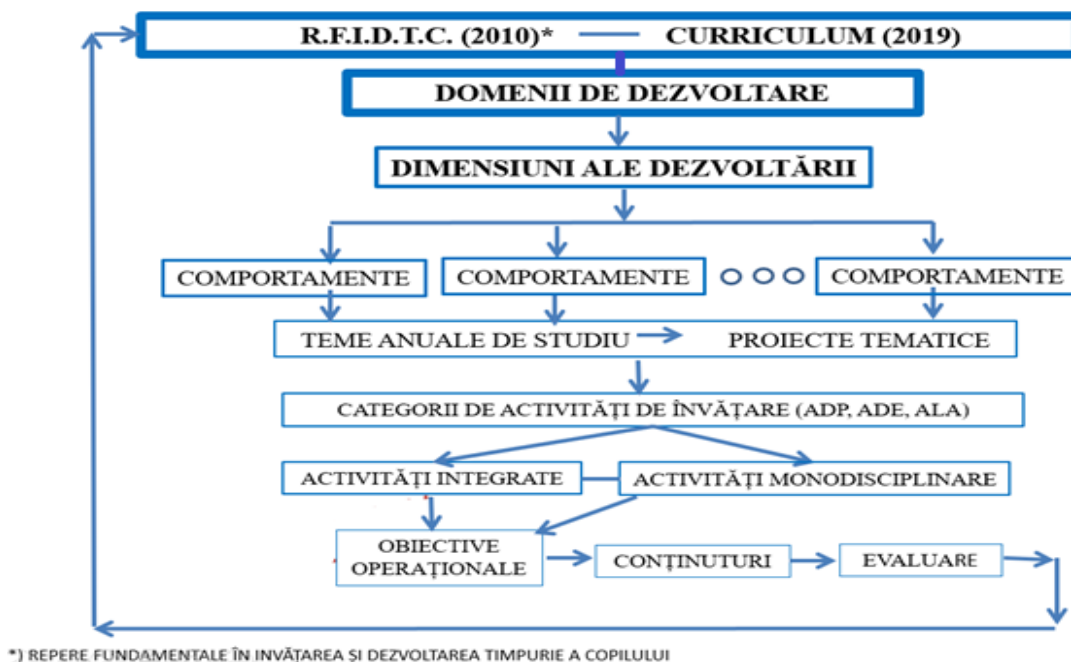 R.F.I.D.T.C. (2010)* CURRICULUM (2019)
DOMENII DE DEZVOLTARE
DIMENSIUNI ALE DEZVOLTĂRII
COMPORTAMENTE COMPORTAMENTE COMPORTAMENTE
TEME ANUALE DE STUDIU PROIECTE TEMATICE
CATEGORII DE ACTIVITĂȚI DE ÎNVĂȚARE (ADP, ADE, ALA)
ACTIVITĂȚI INTEGRATE ACTIVITĂȚI MONODISCIPLINARE
OBIECTIVE
OPERAȚIONALE
CONȚINUTURI
EVALUARE
*) REPERE FUNDAMENTALE ÎN INVĂȚAREA ȘI DEZVOLTAREA TIMPURIE A COPILULUI